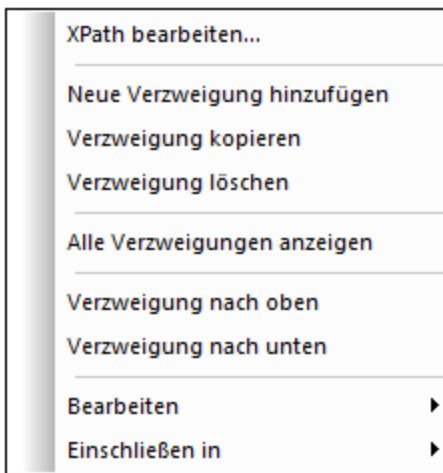 XPath bearbeiten...
Neue Verzweigung hinzufügen
Verzweigung kopieren
Verzweigung löschen
Alle Verzweigungen anzeigen
Verzweigung nach oben
Verzweigung nach unten
Bearbeiten
Einschließen in